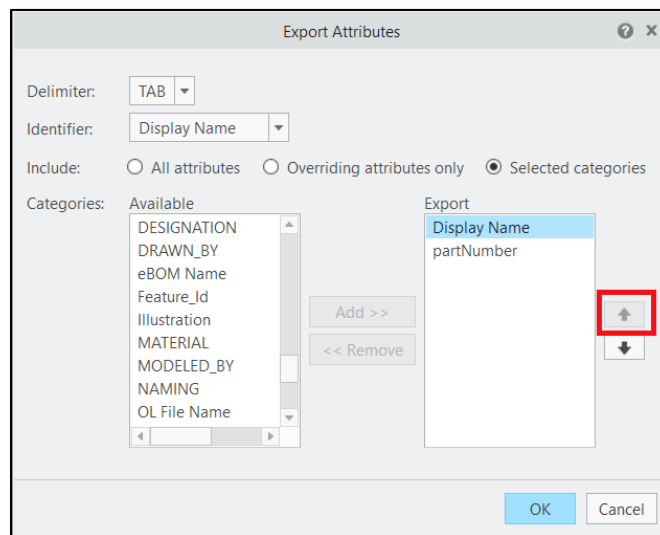 Export Attributes
Delimiter: TAB
Identifier: Display Name
Include: All attributes Overriding attributes only Selected categories
Categories: Available Export
DESIGNATION
DRAWN_BY
eBOM Name
Feature_Id
Illustration
MATERIAL
MODELED_BY
NAMING
OL File Name
Add >>
<< Remove
Display Name
partNumber
OK Cancel